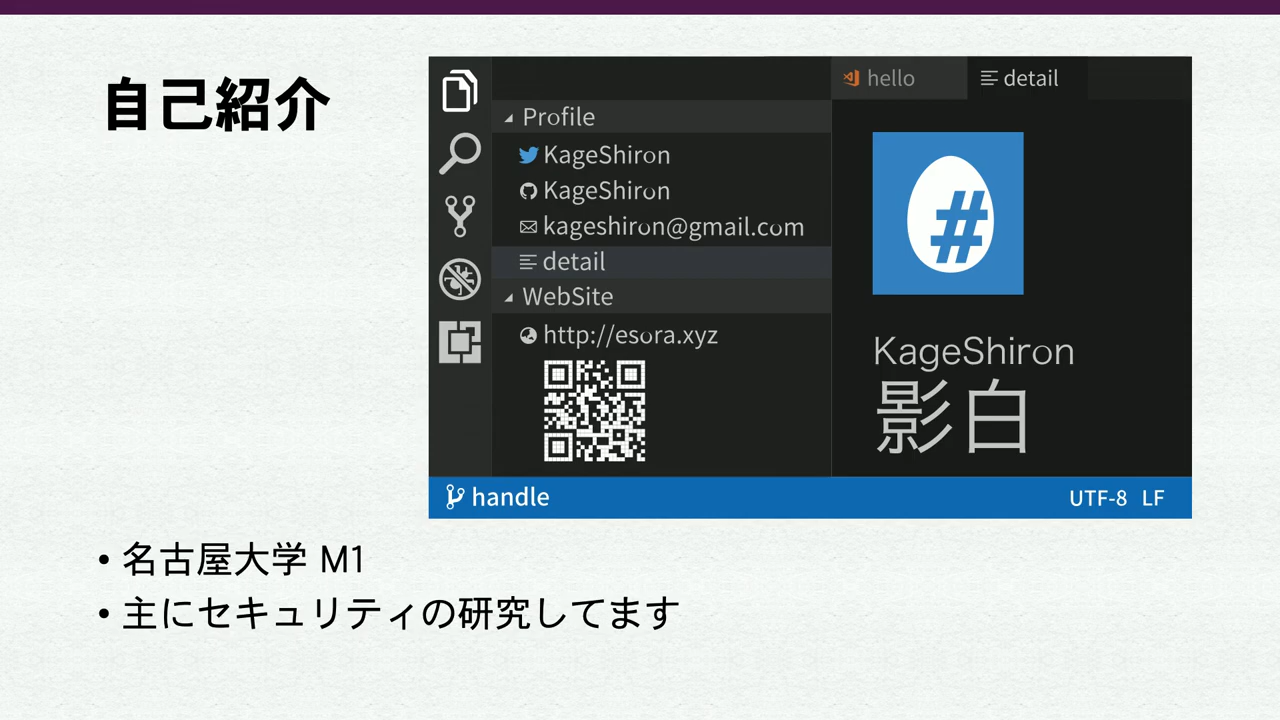 自己紹介
hello
detail
Profile
KageShiron
KageShiron
kageshiron@gmail.com
detail
WebSite
http://esora.xyz
#
KageShiron
影白
handle
UTF-8 LF
• 名古屋大学 M1
• 主にセキュリティの研究してます